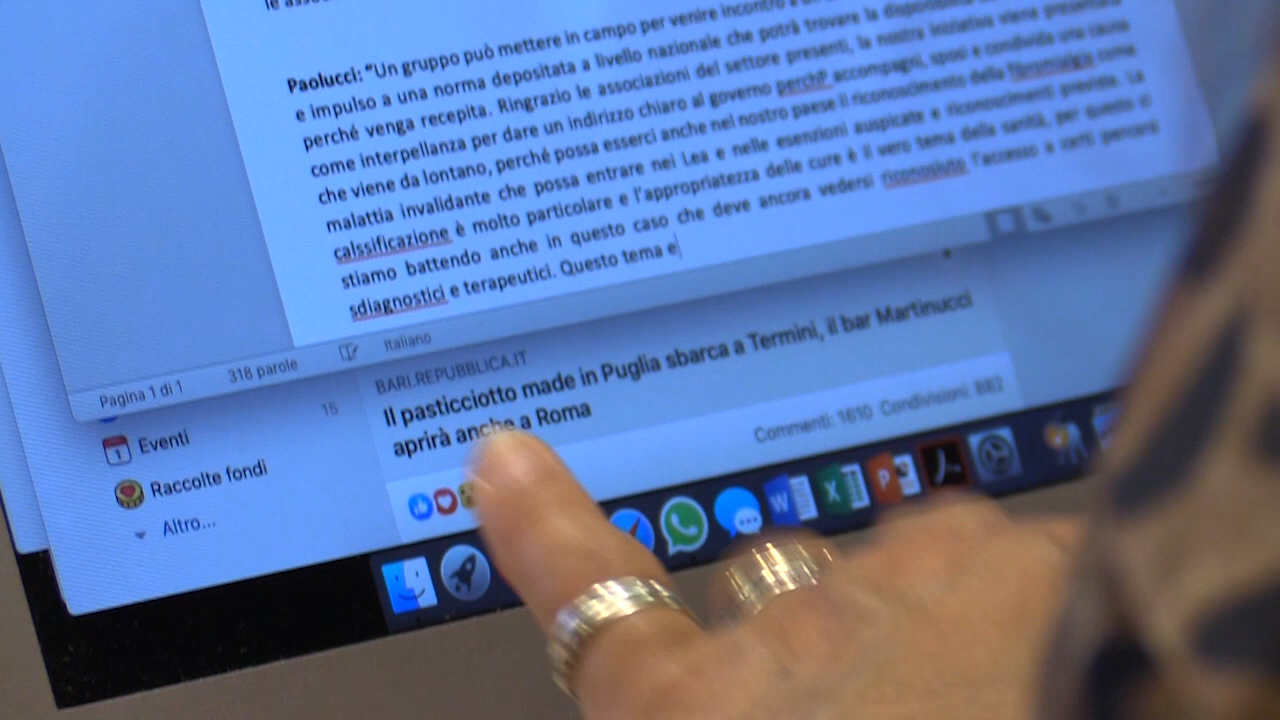 le asso
Paolucci: "Un gruppo può mettere in campo per venire incontro a
e impulso a una norma depositata a livello nazionale che potrà trovare la disponibilità
perché venga recepita. Ringrazio le associazioni del settore presenti, la nostra iniziativa viene presentata
come interpellanza per dare un indirizzo chiaro al governo perchP accompagni, sposi e condivida una causa
che viene da lontano, perché possa esserci anche nel nostro paese il riconoscimento della fibromialgia come
malattia invalidante che possa entrare nei Lea e nelle esenzioni auspicate e riconoscimenti previste. La
calssificazione è molto particolare e l'appropriatezza delle cure è il vero tema della sanità, per questo ci
stiamo battendo anche in questo caso che deve ancora vedersi riconosiuto l'accesso a certi percorsi
sdiagnostici e terapeutici. Questo tema e
Pagina 1 di 1 318 parole Italiano
15
Eventi
Raccolte fondi
Altro...
BARI.REPUBBLICA.IT
Il pasticciotto made in Puglia sbarca a Termini, il bar Martinucci
aprirà anche a Roma
Commenti: 1610 Condivisioni: 882